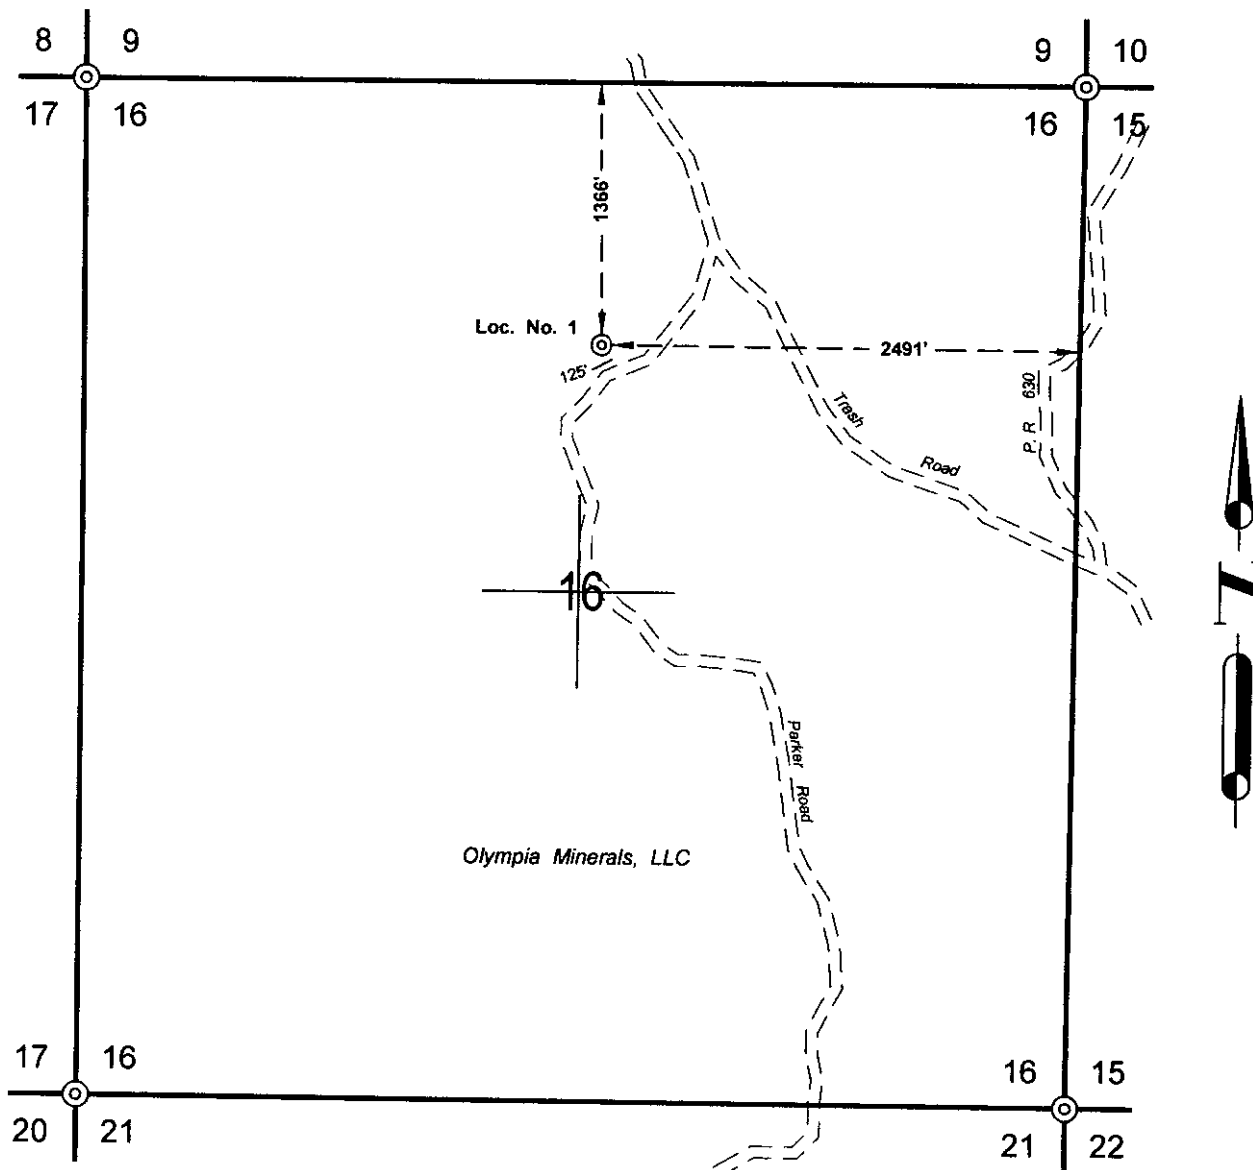 8 9
9 10
17 16
16 15
1366'
Loc. No. 1
2491'
125'
P. R. 630
Trash Road
16
N
Parker Road
Olympia Minerals, LLC
17 16
16 15
20 21
21 22